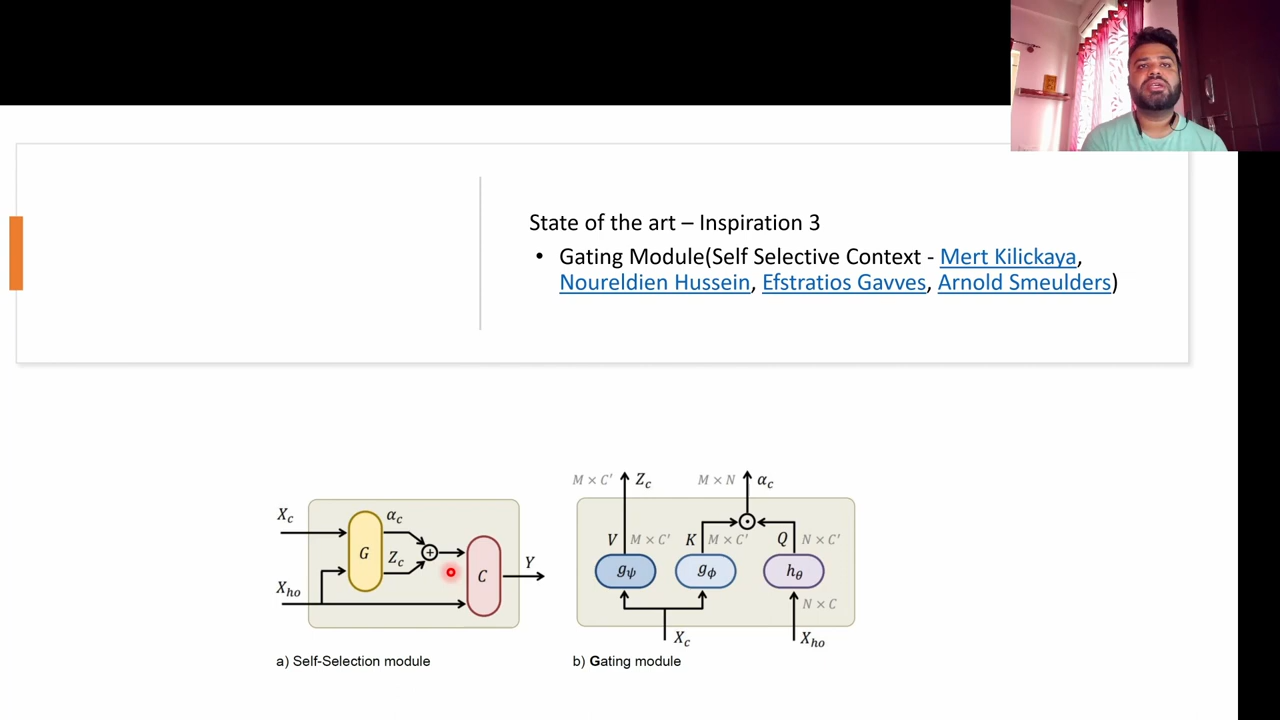 State of the art – Inspiration 3
• Gating Module(Self Selective Context - Mert Kilickaya,
Noureldien Hussein, Efstratios Gavves, Arnold Smeulders)
X_c
α_c
G
Z_c
+
C
Y
X_ho
a) Self-Selection module
M × C′ Z_c
M × N α_c
V M × C′ K M × C′ Q N × C′
g_ψ g_ϕ h_θ
N × C
X_c X_ho
b) Gating module